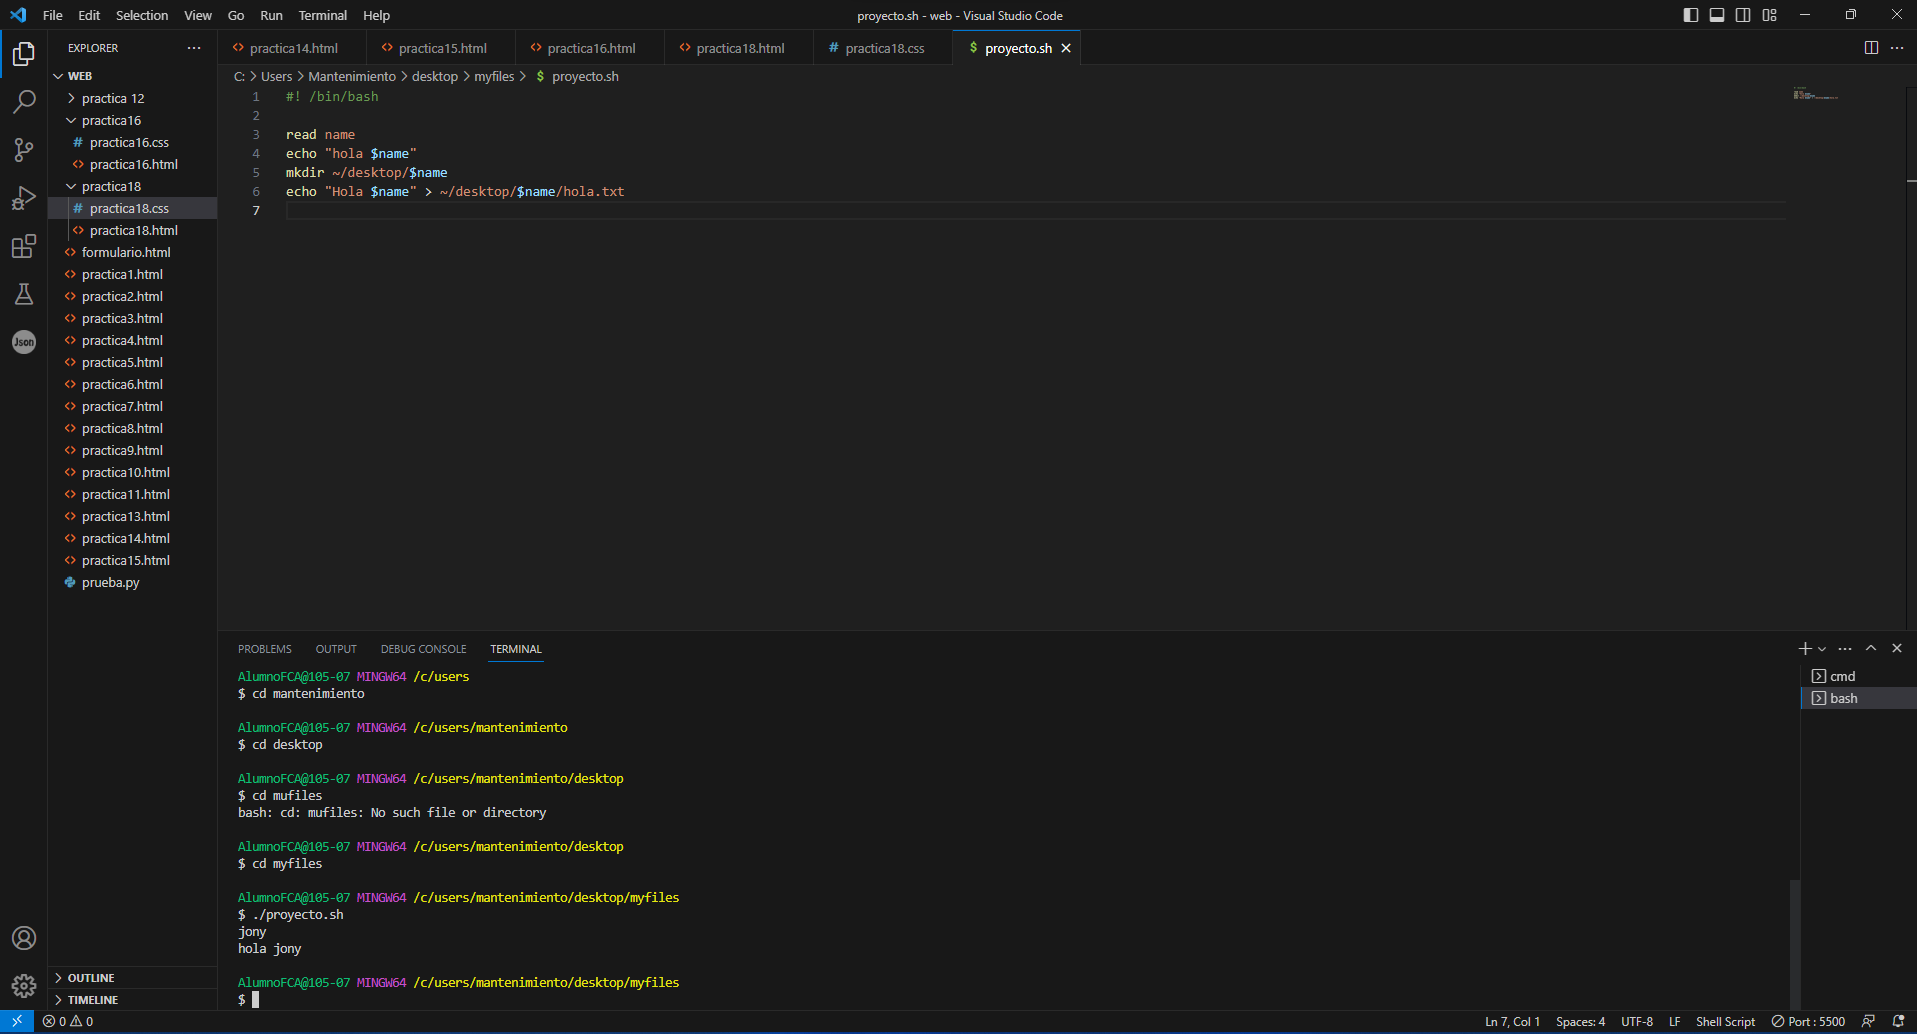 File Edit Selection View Go Run Terminal Help
proyecto.sh - web - Visual Studio Code
EXPLORER
WEB
practica 12
practica16
practica16.css
practica16.html
practica18
practica18.css
practica18.html
formulario.html
practica1.html
practica2.html
practica3.html
practica4.html
practica5.html
practica6.html
practica7.html
practica8.html
practica9.html
practica10.html
practica11.html
practica13.html
practica14.html
practica15.html
prueba.py
OUTLINE
TIMELINE
Json
practica14.html practica15.html practica16.html practica18.html # practica18.css $ proyecto.sh
C: > Users > Mantenimiento > desktop > myfiles > $ proyecto.sh
1 #! /bin/bash
2
3 read name
4 echo "hola $name"
5 mkdir ~/desktop/$name
6 echo "Hola $name" > ~/desktop/$name/hola.txt
7
PROBLEMS OUTPUT DEBUG CONSOLE TERMINAL
AlumnoFCA@105-07 MINGW64 /c/users
$ cd mantenimiento
AlumnoFCA@105-07 MINGW64 /c/users/mantenimiento
$ cd desktop
AlumnoFCA@105-07 MINGW64 /c/users/mantenimiento/desktop
$ cd mufiles
bash: cd: mufiles: No such file or directory
AlumnoFCA@105-07 MINGW64 /c/users/mantenimiento/desktop
$ cd myfiles
AlumnoFCA@105-07 MINGW64 /c/users/mantenimiento/desktop/myfiles
$ ./proyecto.sh
jony
hola jony
AlumnoFCA@105-07 MINGW64 /c/users/mantenimiento/desktop/myfiles
$
cmd
bash
0 0
Ln 7, Col 1 Spaces: 4 UTF-8 LF Shell Script Port : 5500